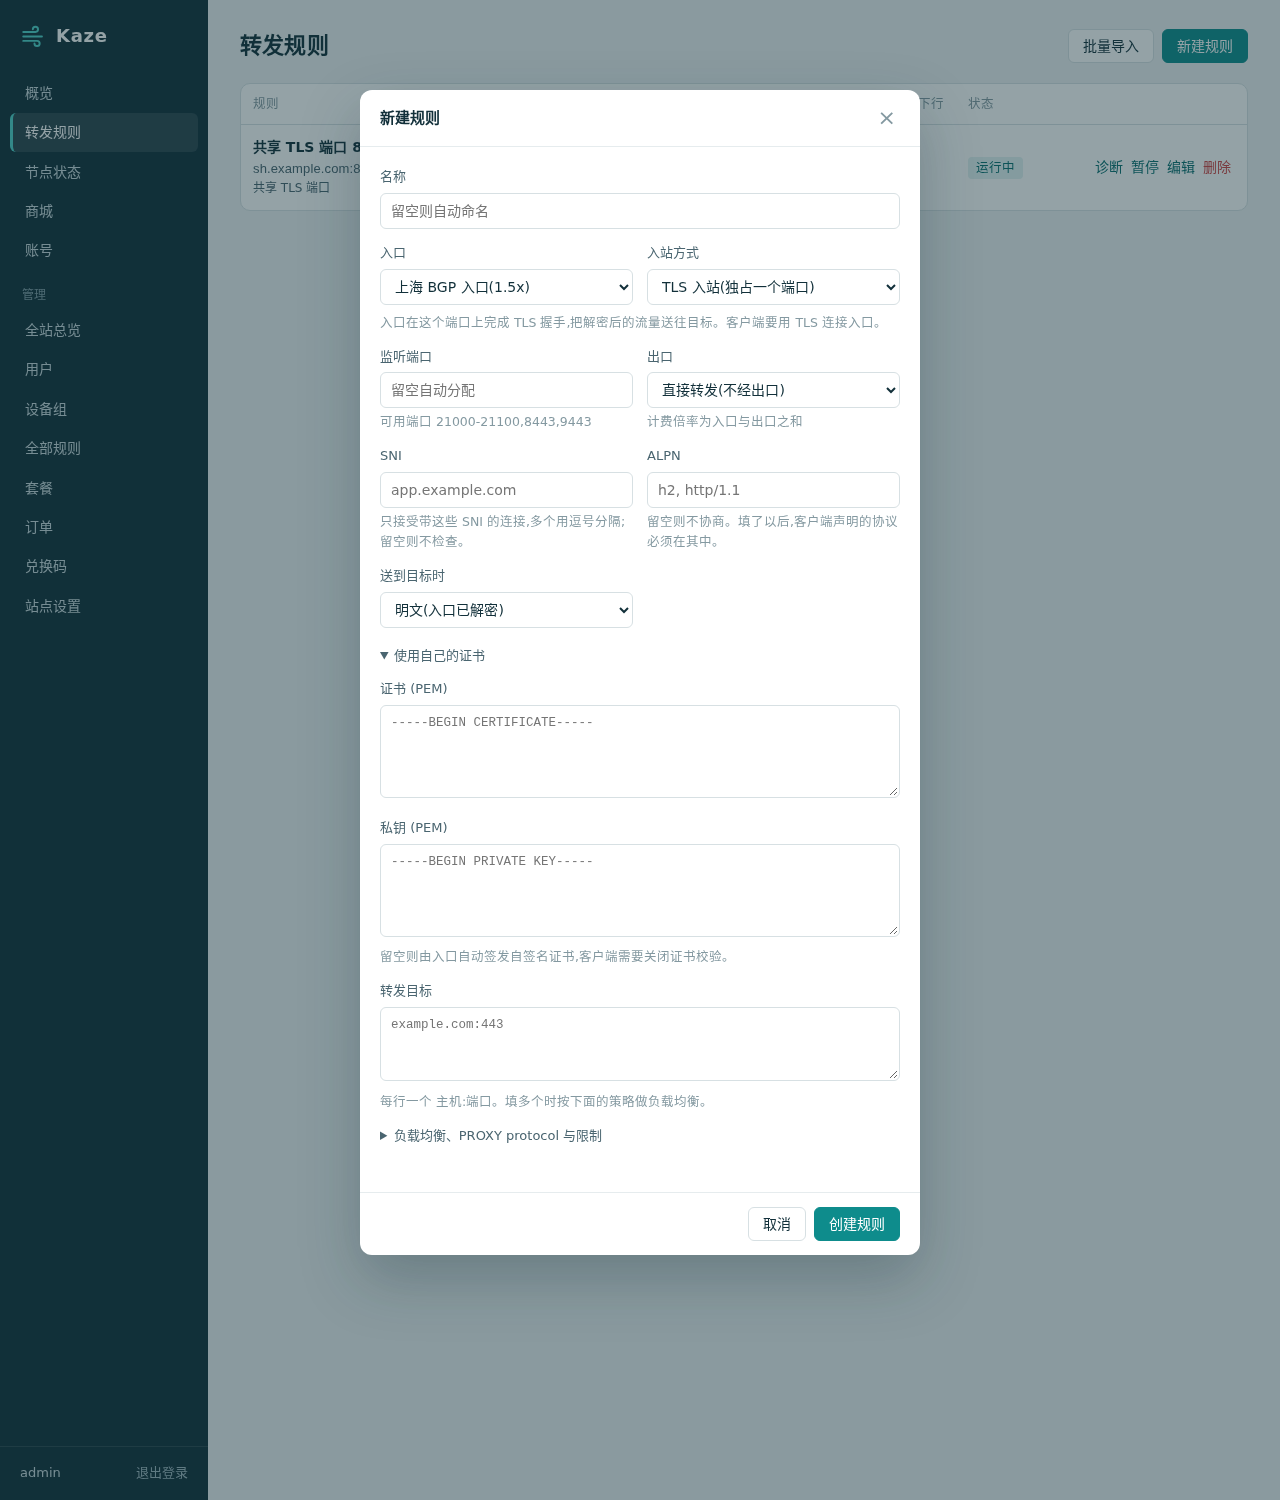 Kaze
概览
转发规则
节点状态
商城
账号
管理
全站总览
用户
设备组
全部规则
套餐
订单
兑换码
站点设置
admin
退出登录
转发规则
批量导入
新建规则
规则
下行
状态
共享 TLS 端口 8
sh.example.com:8
共享 TLS 端口
运行中
诊断 暂停 编辑 删除
新建规则
名称
留空则自动命名
入口
入站方式
上海 BGP 入口(1.5x)
TLS 入站(独占一个端口)
入口在这个端口上完成 TLS 握手,把解密后的流量送往目标。客户端要用 TLS 连接入口。
监听端口
出口
留空自动分配
直接转发(不经出口)
可用端口 21000-21100,8443,9443
计费倍率为入口与出口之和
SNI
ALPN
app.example.com
h2, http/1.1
只接受带这些 SNI 的连接,多个用逗号分隔;
留空则不检查。
留空则不协商。填了以后,客户端声明的协议
必须在其中。
送到目标时
明文(入口已解密)
使用自己的证书
证书 (PEM)
-----BEGIN CERTIFICATE-----
私钥 (PEM)
-----BEGIN PRIVATE KEY-----
留空则由入口自动签发自签名证书,客户端需要关闭证书校验。
转发目标
example.com:443
每行一个 主机:端口。填多个时按下面的策略做负载均衡。
负载均衡、PROXY protocol 与限制
取消
创建规则